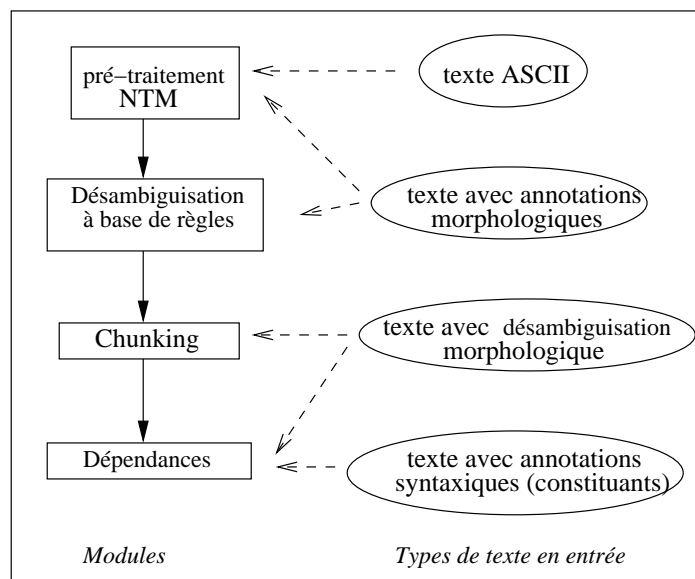 pré−traitement
NTM
texte ASCII
Désambiguisation
à base de règles
texte avec annotations
morphologiques
Chunking
texte avec désambiguisation
morphologique
Dépendances
texte avec annotations
syntaxiques (constituants)
Modules
Types de texte en entrée